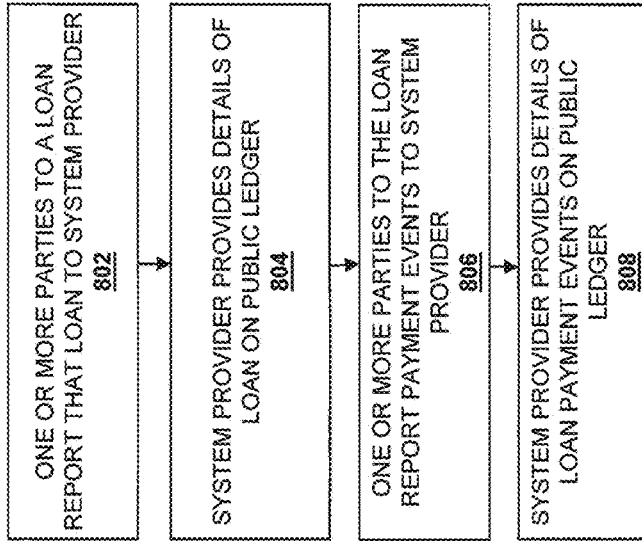 ONE OR MORE PARTIES TO A LOAN
REPORT THAT LOAN TO SYSTEM PROVIDER
802
SYSTEM PROVIDER PROVIDES DETAILS OF
LOAN ON PUBLIC LEDGER
804
ONE OR MORE PARTIES TO THE LOAN
REPORT PAYMENT EVENTS TO SYSTEM
PROVIDER
806
SYSTEM PROVIDER PROVIDES DETAILS OF
LOAN PAYMENT EVENTS ON PUBLIC
LEDGER
808